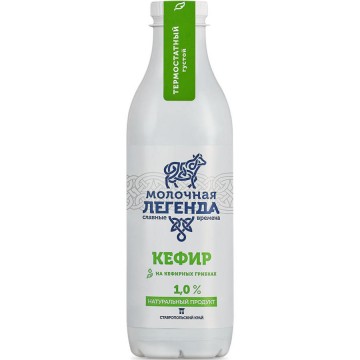 ТЕРМОСТАТНЫЙ
густой
МОЛОЧНАЯ
ЛЕГЕНДА
славные времена
КЕФИР
НА КЕФИРНЫХ ГРИБКАХ
1,0 %
НАТУРАЛЬНЫЙ ПРОДУКТ
СТАВРОПОЛЬСКИЙ КРАЙ